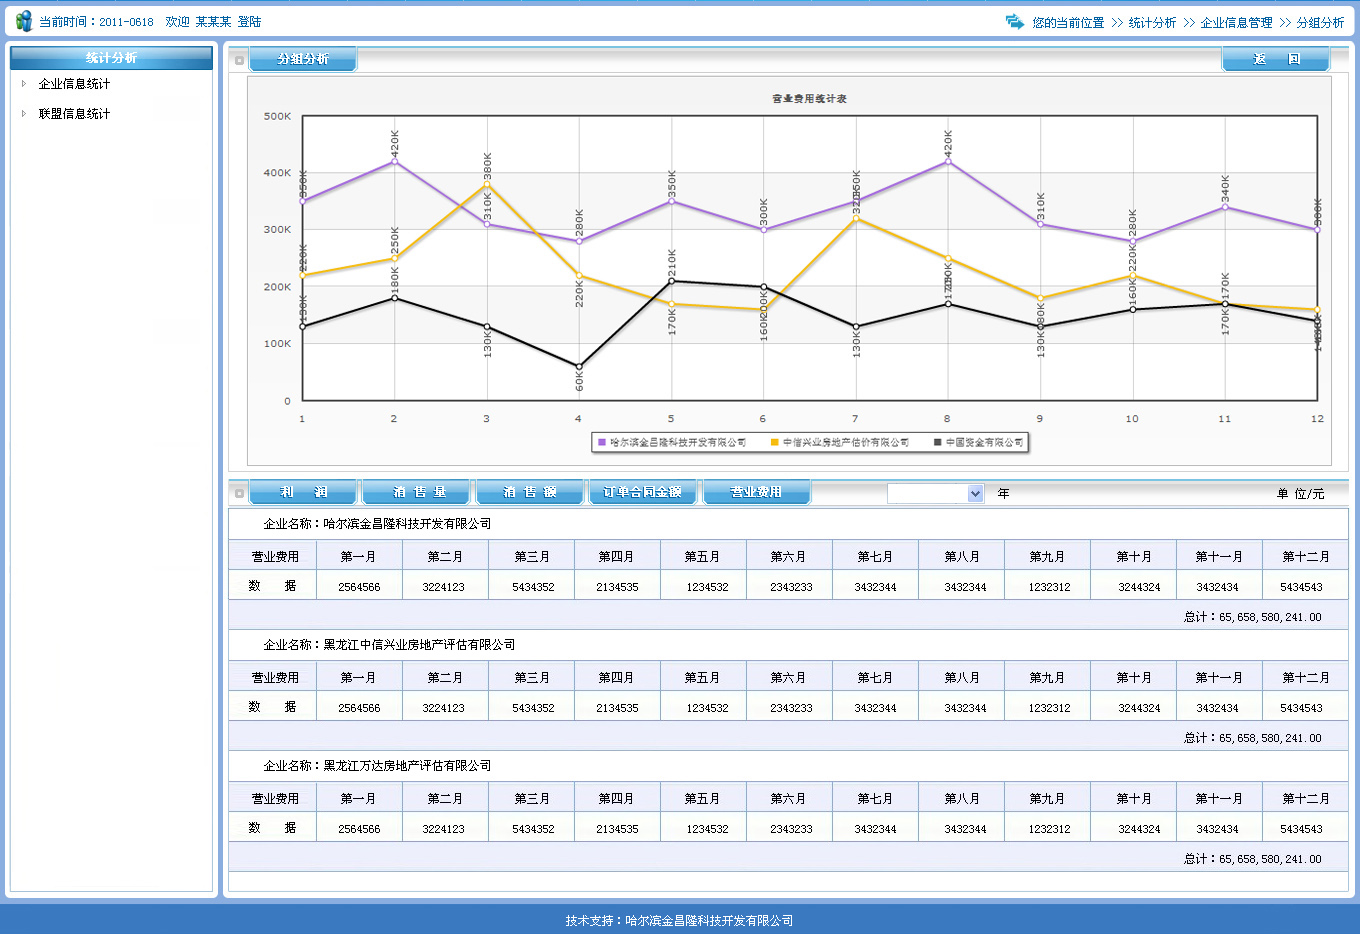 当前时间：2011-0618 欢迎 某某某 登陆
您的当前位置 >> 统计分析 >> 企业信息管理 >> 分组分析
统计分析
企业信息统计
联盟信息统计
分组分析
返 回
营业费用统计表
500K
400K
300K
200K
100K
0
350K 420K 310K 280K 350K 300K 350K 420K 310K 280K 340K 300K
220K 250K 380K 220K 170K 160K 320K 250K 180K 220K 170K
130K 180K 130K 60K 210K 200K 130K 170K 130K 160K 170K
1 2 3 4 5 6 7 8 9 10 11 12
哈尔滨金昌隆科技开发有限公司 中信兴业房地产估价有限公司 中国资金有限公司
利 润 消 售 量 消 售 额 订单合同金额 营业费用 年 单 位/元
企业名称：哈尔滨金昌隆科技开发有限公司
营业费用 第一月 第二月 第三月 第四月 第五月 第六月 第七月 第八月 第九月 第十月 第十一月 第十二月
数 据 2564566 3224123 5434352 2134535 1234532 2343233 3432344 3432344 1232312 3244324 3432434 5434543
总计：65,658,580,241.00
企业名称：黑龙江中信兴业房地产评估有限公司
营业费用 第一月 第二月 第三月 第四月 第五月 第六月 第七月 第八月 第九月 第十月 第十一月 第十二月
数 据 2564566 3224123 5434352 2134535 1234532 2343233 3432344 3432344 1232312 3244324 3432434 5434543
总计：65,658,580,241.00
企业名称：黑龙江万达房地产评估有限公司
营业费用 第一月 第二月 第三月 第四月 第五月 第六月 第七月 第八月 第九月 第十月 第十一月 第十二月
数 据 2564566 3224123 5434352 2134535 1234532 2343233 3432344 3432344 1232312 3244324 3432434 5434543
总计：65,658,580,241.00
技术支持：哈尔滨金昌隆科技开发有限公司